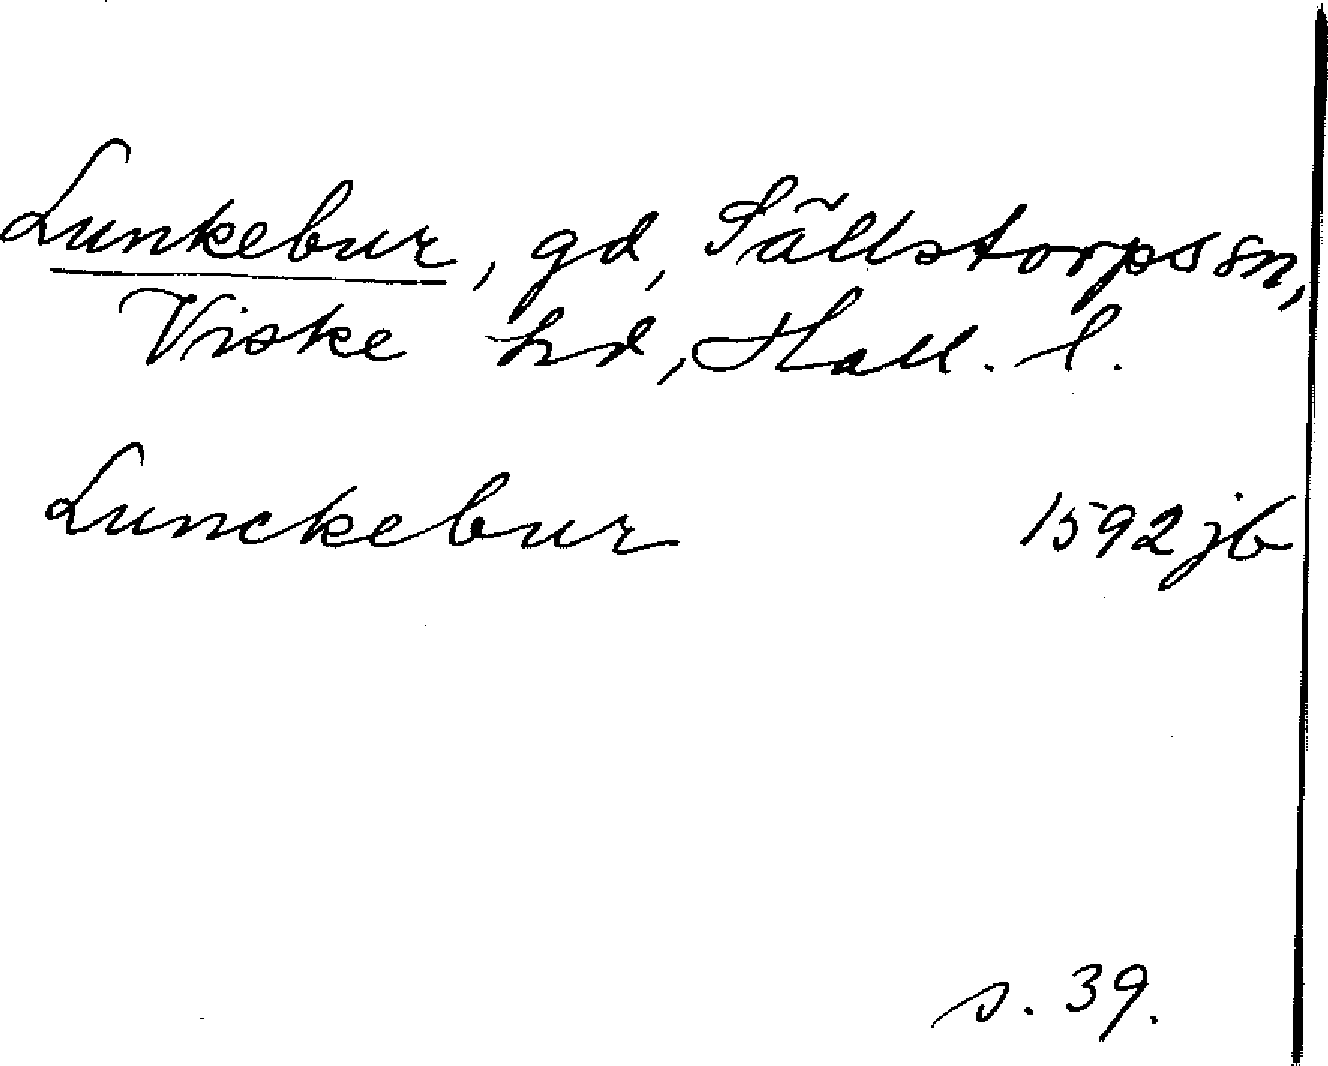 Lunkebur, gd, Sällstorps sn,
Viske hd, Hall. l.
Lunckebur 1592 jb
s. 39.